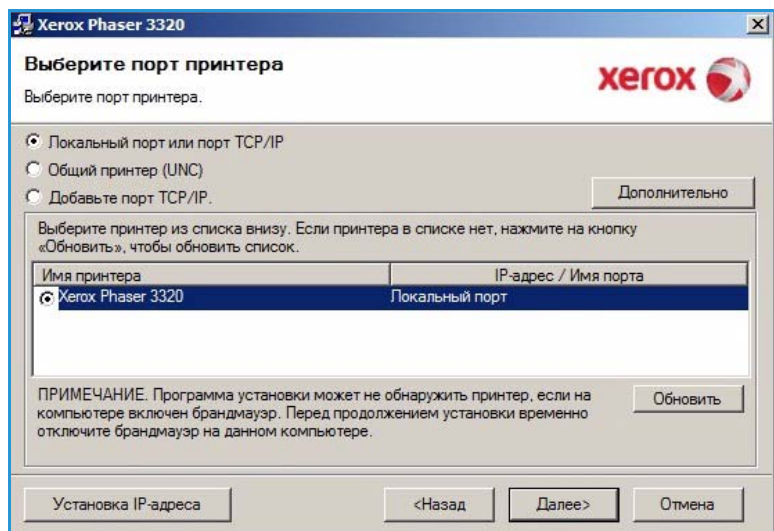 Xerox Phaser 3320
Выберите порт принтера
Выберите порт принтера.
xerox
Локальный порт или порт TCP/IP
Общий принтер (UNC)
Добавьте порт TCP/IP.
Дополнительно
Выберите принтер из списка внизу. Если принтера в списке нет, нажмите на кнопку
«Обновить», чтобы обновить список.
Имя принтера IP-адрес / Имя порта
Xerox Phaser 3320 Локальный порт
ПРИМЕЧАНИЕ. Программа установки может не обнаружить принтер, если на
компьютере включен брандмауэр. Перед продолжением установки временно
отключите брандмауэр на данном компьютере.
Обновить
Установка IP-адреса <Назад Далее> Отмена